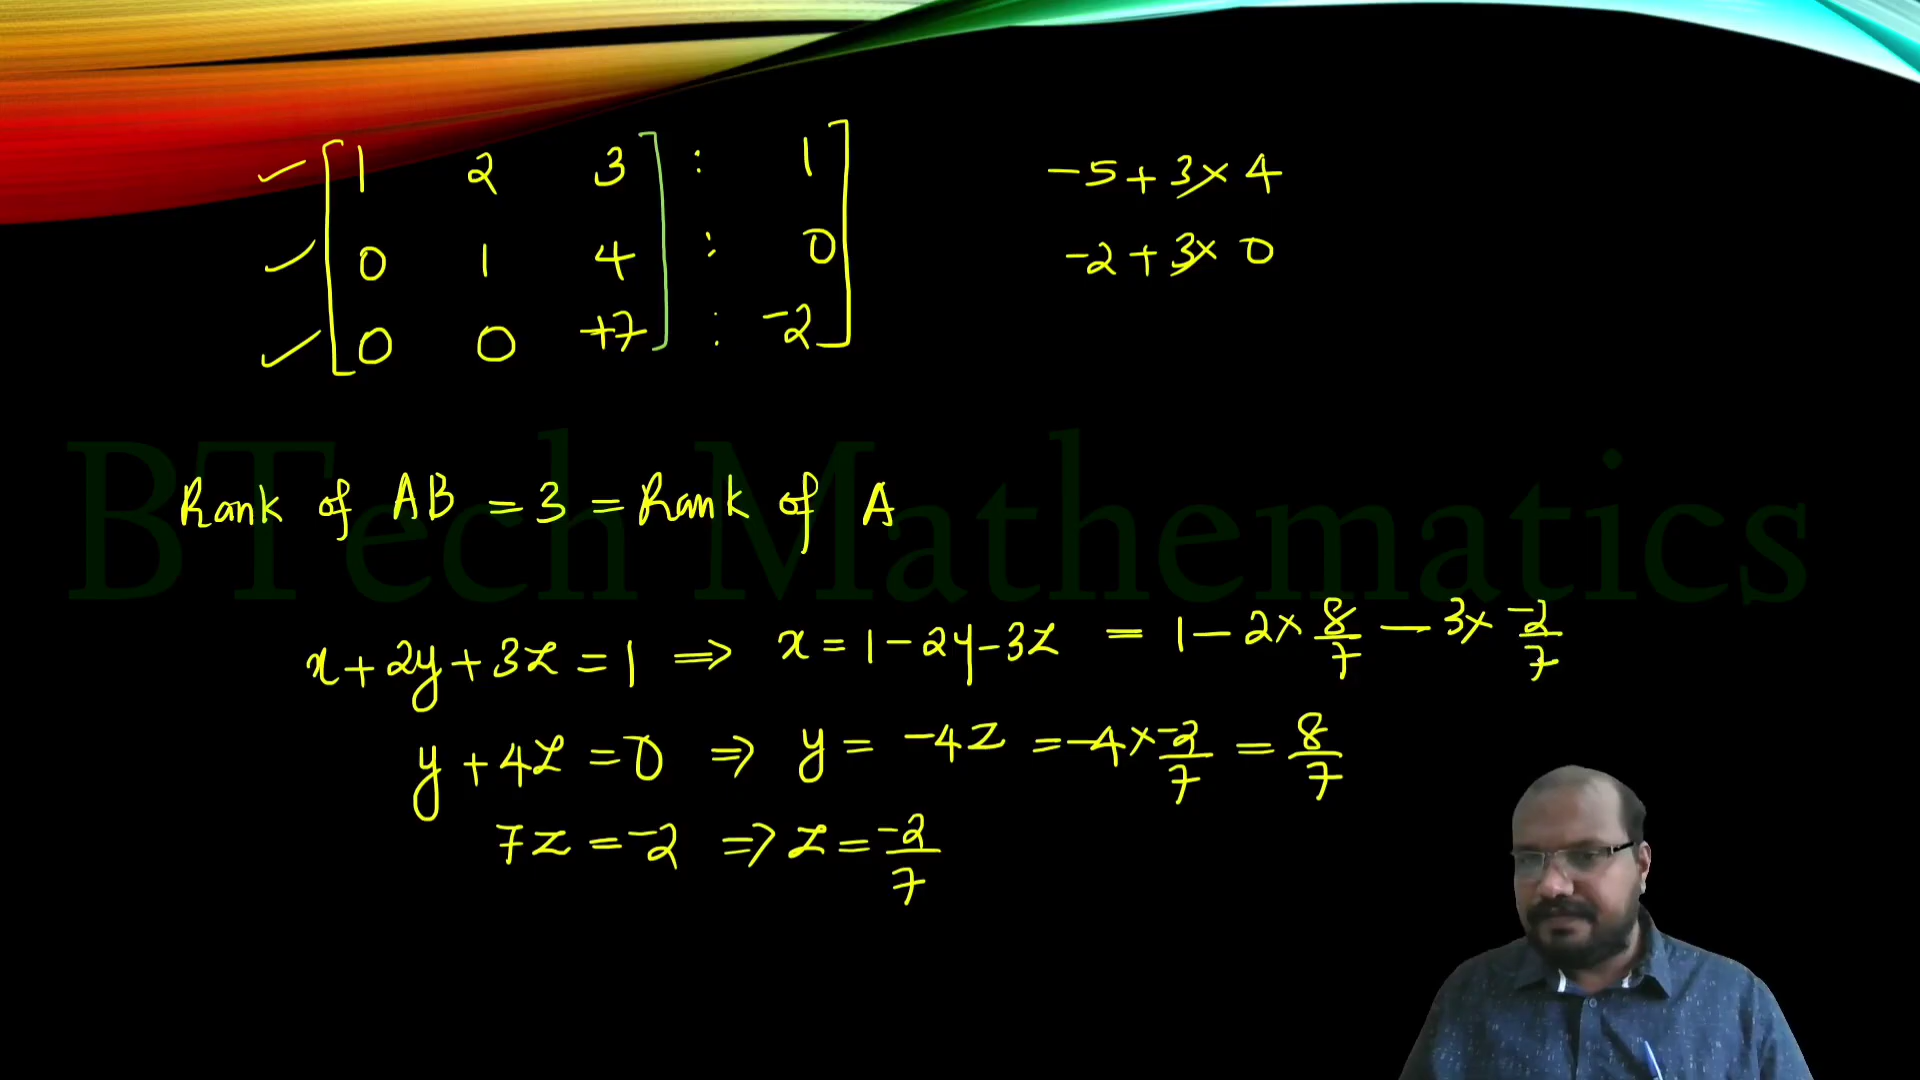 1 2 3 : 1
0 1 4 : 0
0 0 +7 : -2
-5+3×4
-2+3×0
BTech Mathematics
Rank of AB = 3 = Rank of A
x+2y+3z=1 ⟹ x=1-2y-3z = 1-2×8/7-3×-2/7
y+4z=0 ⟹ y= -4z =-4×-2/7=8/7
7z=-2 ⟹ z=-2/7